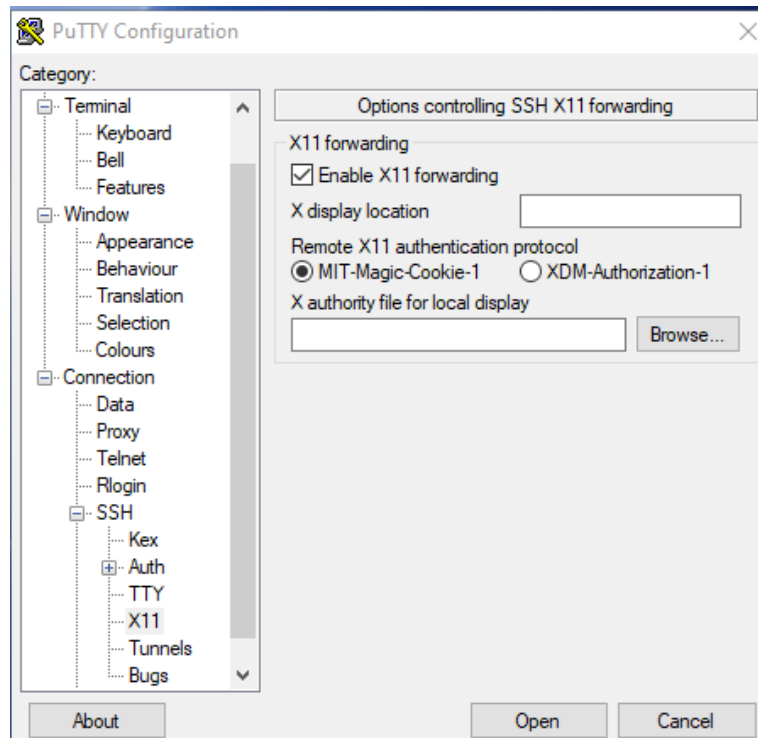 PuTTY Configuration
Category:
Terminal
Keyboard
Bell
Features
Window
Appearance
Behaviour
Translation
Selection
Colours
Connection
Data
Proxy
Telnet
Rlogin
SSH
Kex
Auth
TTY
X11
Tunnels
Bugs
Options controlling SSH X11 forwarding
X11 forwarding
Enable X11 forwarding
X display location
Remote X11 authentication protocol
MIT-Magic-Cookie-1 XDM-Authorization-1
X authority file for local display
Browse...
About Open Cancel